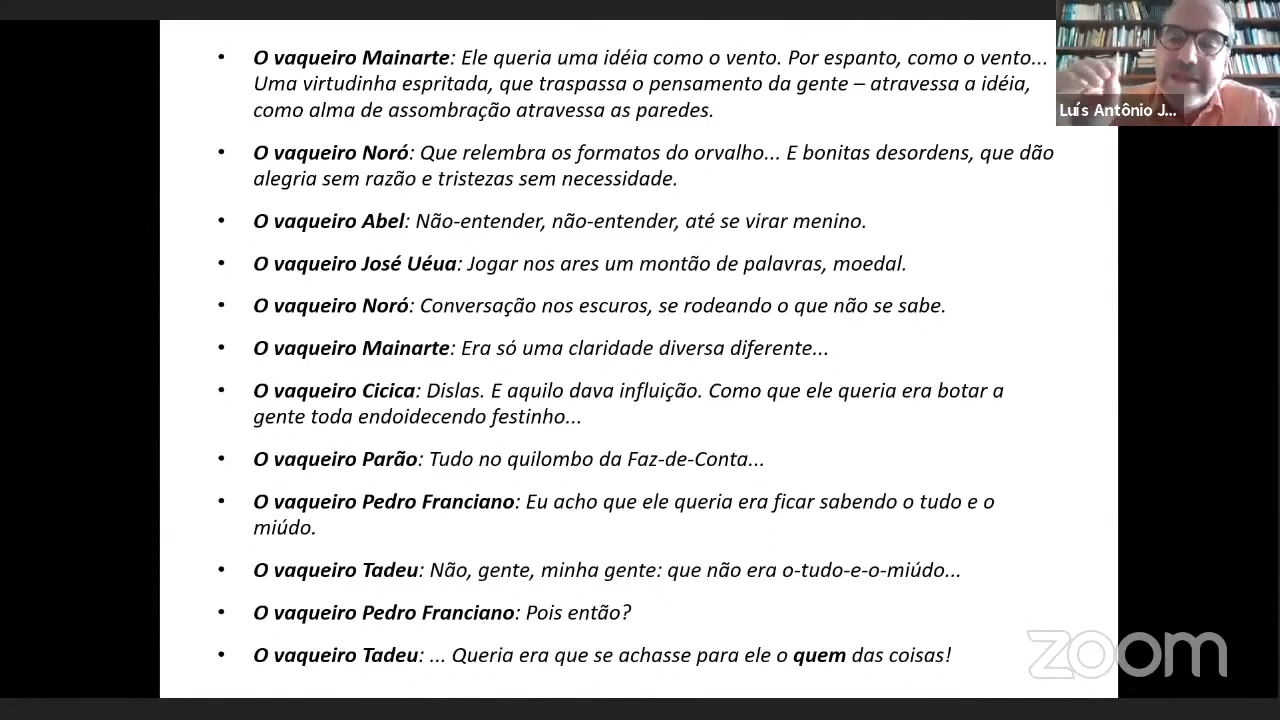 • O vaqueiro Mainarte: Ele queria uma idéia como o vento. Por espanto, como o vento...
Uma virtudinha espritada, que traspassa o pensamento da gente – atravessa a idéia,
como alma de assombração atravessa as paredes.
• O vaqueiro Noró: Que relembra os formatos do orvalho... E bonitas desordens, que dão
alegria sem razão e tristezas sem necessidade.
• O vaqueiro Abel: Não-entender, não-entender, até se virar menino.
• O vaqueiro José Uéua: Jogar nos ares um montão de palavras, moedal.
• O vaqueiro Noró: Conversação nos escuros, se rodeando o que não se sabe.
• O vaqueiro Mainarte: Era só uma claridade diversa diferente...
• O vaqueiro Cicica: Dislas. E aquilo dava influição. Como que ele queria era botar a
gente toda endoidecendo festinho...
• O vaqueiro Parão: Tudo no quilombo da Faz-de-Conta...
• O vaqueiro Pedro Franciano: Eu acho que ele queria era ficar sabendo o tudo e o
miúdo.
• O vaqueiro Tadeu: Não, gente, minha gente: que não era o-tudo-e-o-miúdo...
• O vaqueiro Pedro Franciano: Pois então?
• O vaqueiro Tadeu: ... Queria era que se achasse para ele o quem das coisas!
Luís Antônio J...
zoom